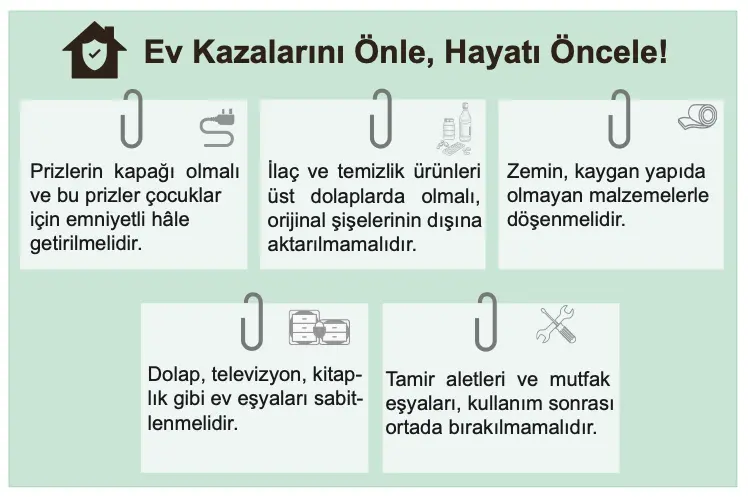 Ev Kazalarını Önle, Hayatı Öncele!
Prizlerin kapağı olmalı
ve bu prizler çocuklar
için emniyetli hâle
getirilmelidir.
İlaç ve temizlik ürünleri
üst dolaplarda olmalı,
orijinal şişelerinin dışına
aktarılmamalıdır.
Zemin, kaygan yapıda
olmayan malzemelerle
döşenmelidir.
Dolap, televizyon, kitap-
lık gibi ev eşyaları sabit-
lenmelidir.
Tamir aletleri ve mutfak
eşyaları, kullanım sonrası
ortada bırakılmamalıdır.